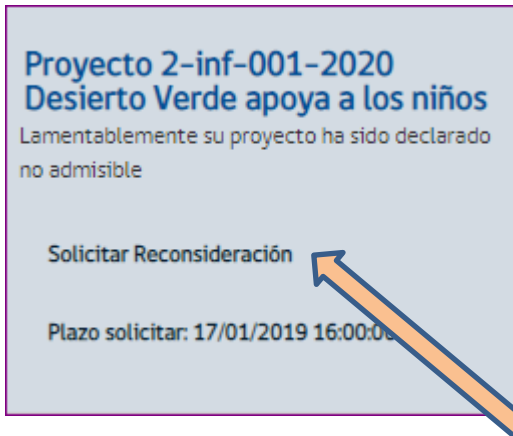 Proyecto 2-inf-001-2020
Desierto Verde apoya a los niños
Lamentablemente su proyecto ha sido declarado
no admisible
Solicitar Reconsideración
Plazo solicitar: 17/01/2019 16:00:00